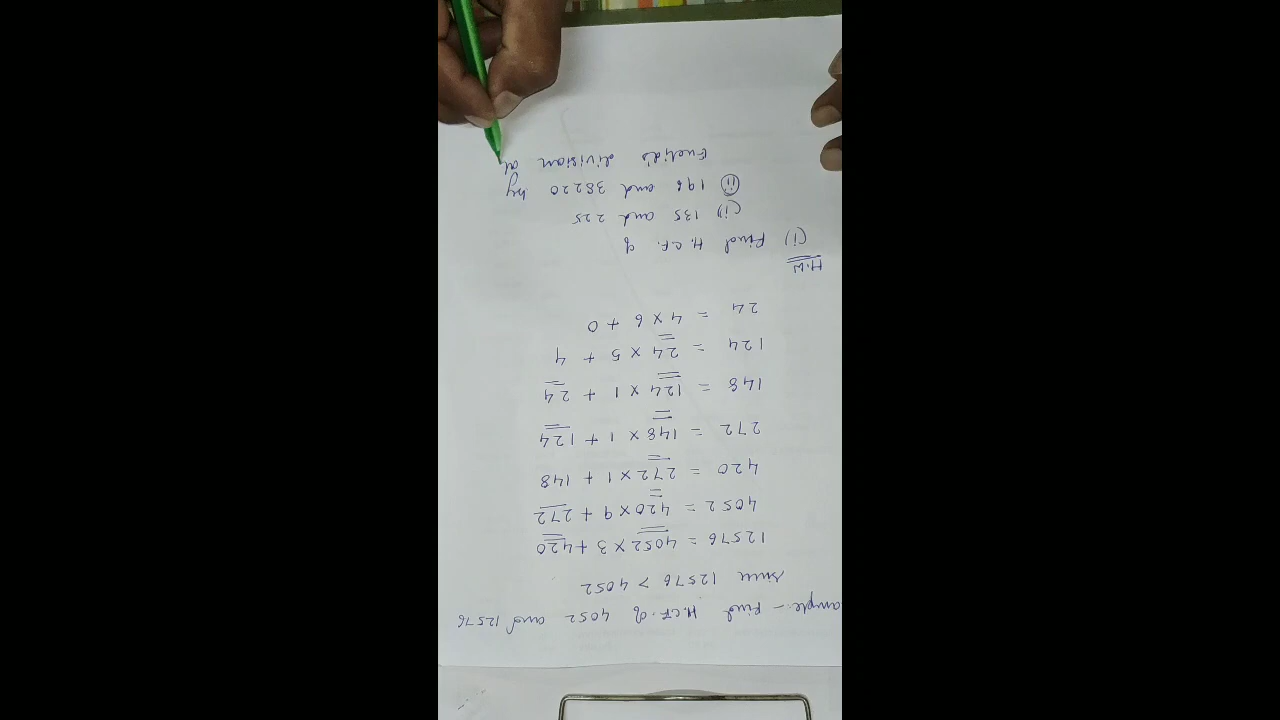 ample:- Find H.C.F. of 4052 and 12576
since 12576 > 4052
12576 = 4052 × 3 + 420
4052 = 420 × 9 + 272
420 = 272 × 1 + 148
272 = 148 × 1 + 124
148 = 124 × 1 + 24
124 = 24 × 5 + 4
24 = 4 × 6 + 0
H.W
(i) Find H.C.F. of
(i) 135 and 225
(ii) 196 and 38220 by
Euclid's division al